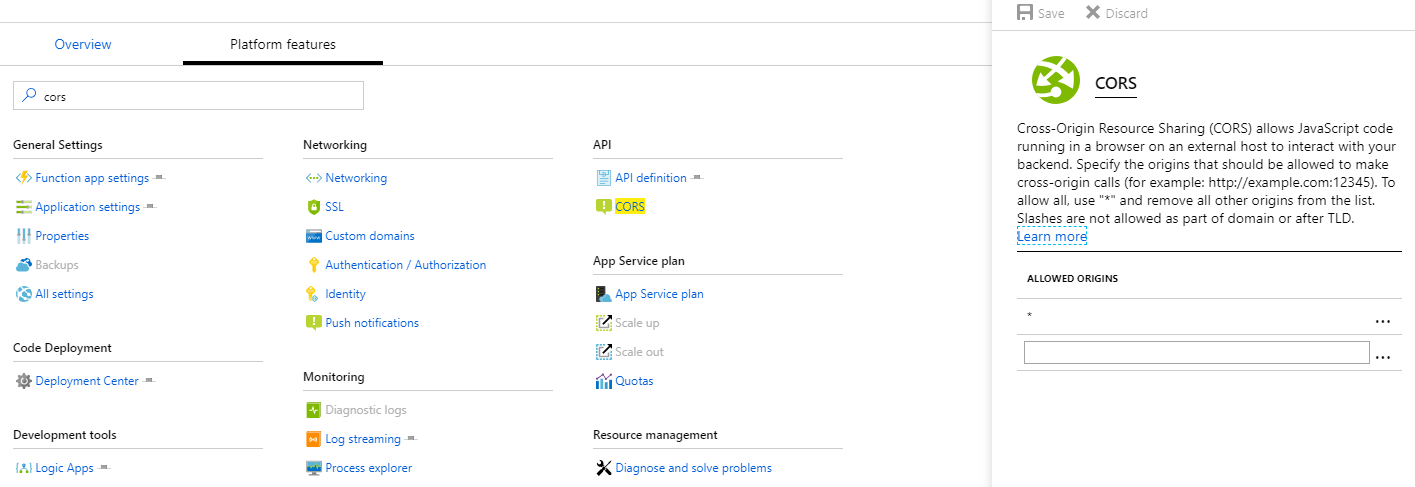 Overview
Platform features
cors
General Settings
Function app settings
Application settings
Properties
Backups
All settings
Code Deployment
Deployment Center
Development tools
Logic Apps
Networking
Networking
SSL
Custom domains
Authentication / Authorization
Identity
Push notifications
Monitoring
Diagnostic logs
Log streaming
Process explorer
API
API definition
CORS
App Service plan
App Service plan
Scale up
Scale out
Quotas
Resource management
Diagnose and solve problems
Save
Discard
CORS
Cross-Origin Resource Sharing (CORS) allows JavaScript code
running in a browser on an external host to interact with your
backend. Specify the origins that should be allowed to make
cross-origin calls (for example: http://example.com:12345). To
allow all, use "*" and remove all other origins from the list.
Slashes are not allowed as part of domain or after TLD.
Learn more
ALLOWED ORIGINS
*
...
...